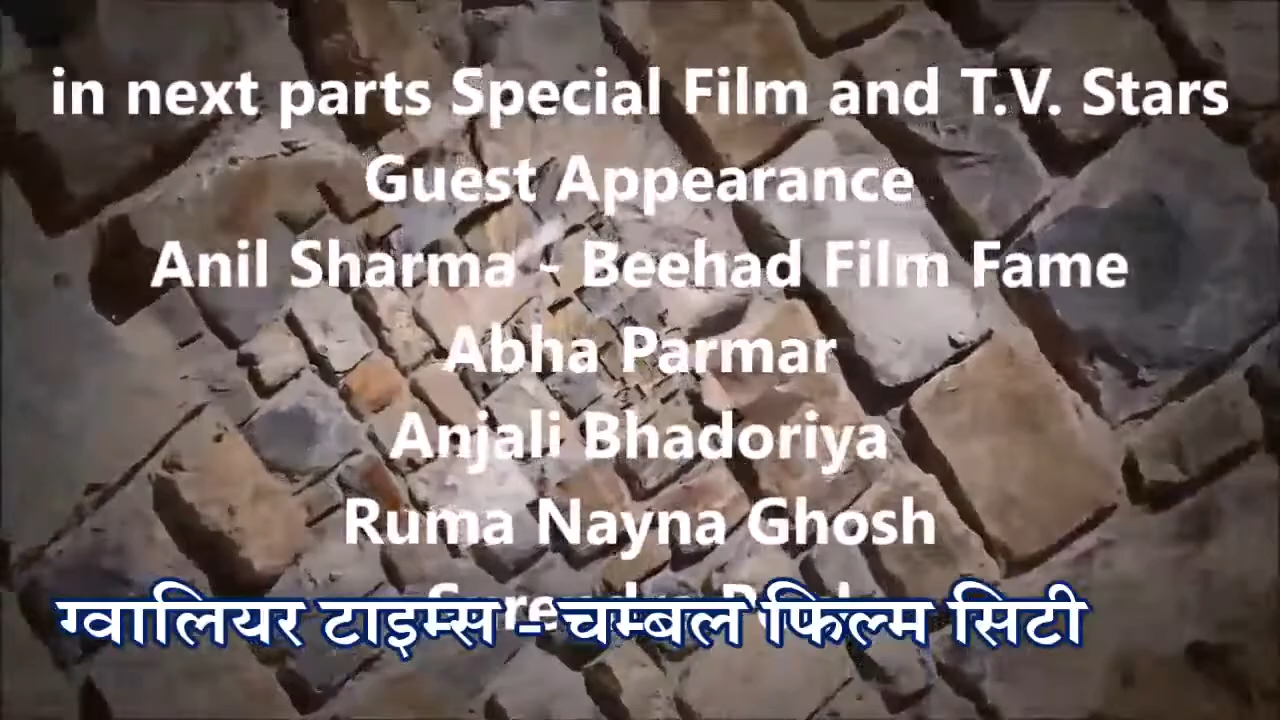 in next parts Special Film and T.V. Stars
Guest Appearance
Anil Sharma - Beehad Film Fame
Abha Parmar
Anjali Bhadoriya
Ruma Nayna Ghosh
ग्वालियर टाइम्स - चम्बल फिल्म सिटी